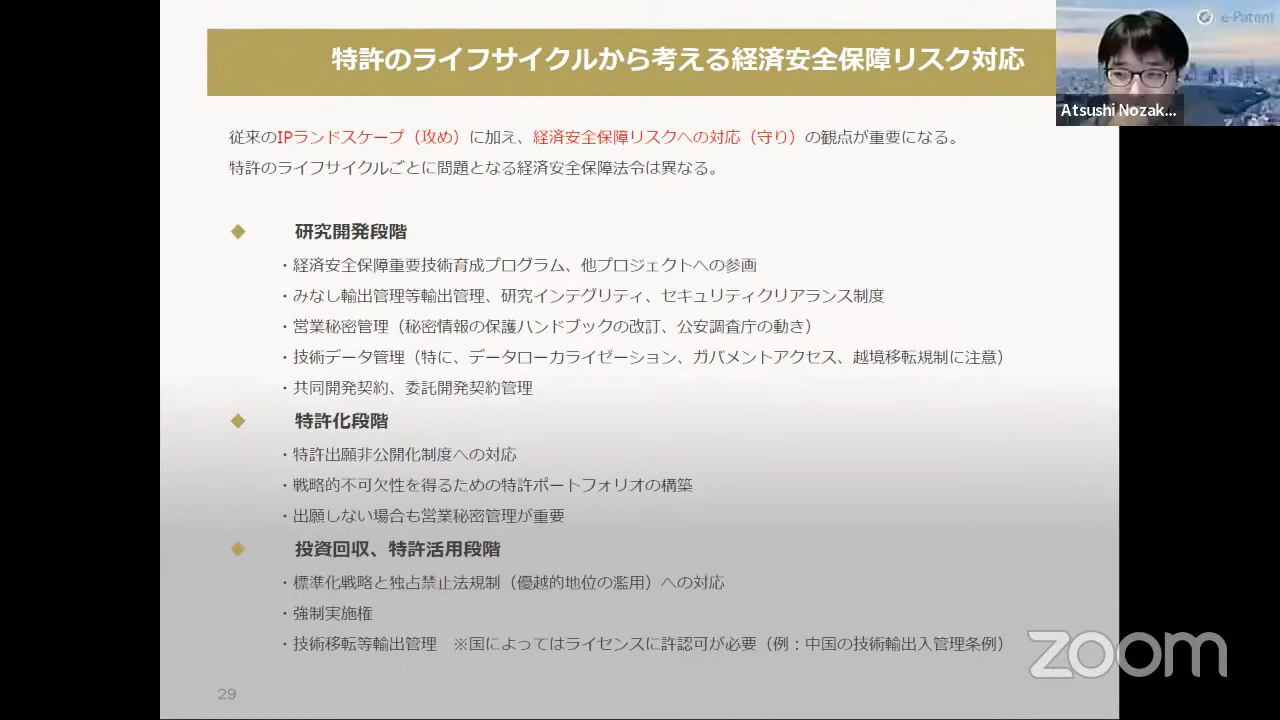 特許のライフサイクルから考える経済安全保障リスク対応
e-Patent
Atsushi Nozak...
従来のIPランドスケープ（攻め）に加え、経済安全保障リスクへの対応（守り）の観点が重要になる。
特許のライフサイクルごとに問題となる経済安全保障法令は異なる。
◆ 研究開発段階
・経済安全保障重要技術育成プログラム、他プロジェクトへの参画
・みなし輸出管理等輸出管理、研究インテグリティ、セキュリティクリアランス制度
・営業秘密管理（秘密情報の保護ハンドブックの改訂、公安調査庁の動き）
・技術データ管理（特に、データローカライゼーション、ガバメントアクセス、越境移転規制に注意）
・共同開発契約、委託開発契約管理
◆ 特許化段階
・特許出願非公開化制度への対応
・戦略的不可欠性を得るための特許ポートフォリオの構築
・出願しない場合も営業秘密管理が重要
◆ 投資回収、特許活用段階
・標準化戦略と独占禁止法規制（優越的地位の濫用）への対応
・強制実施権
・技術移転等輸出管理　※国によってはライセンスに許認可が必要（例：中国の技術輸出入管理条例）
zoom
29